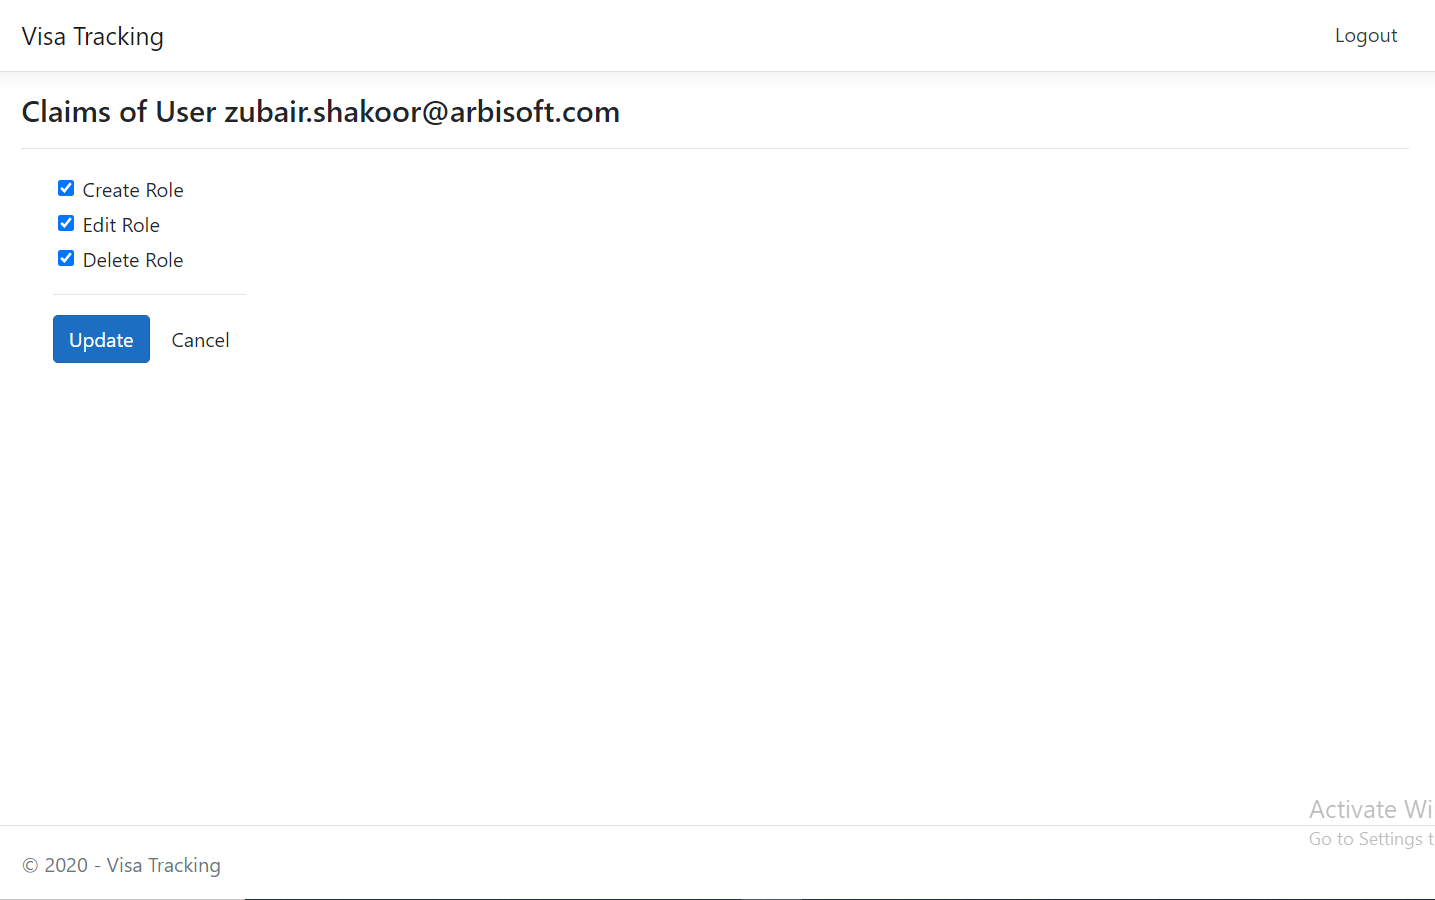 Visa Tracking
Logout
Claims of User zubair.shakoor@arbisoft.com
Create Role
Edit Role
Delete Role
Update
Cancel
Activate
Go to Settings
© 2020 - Visa Tracking